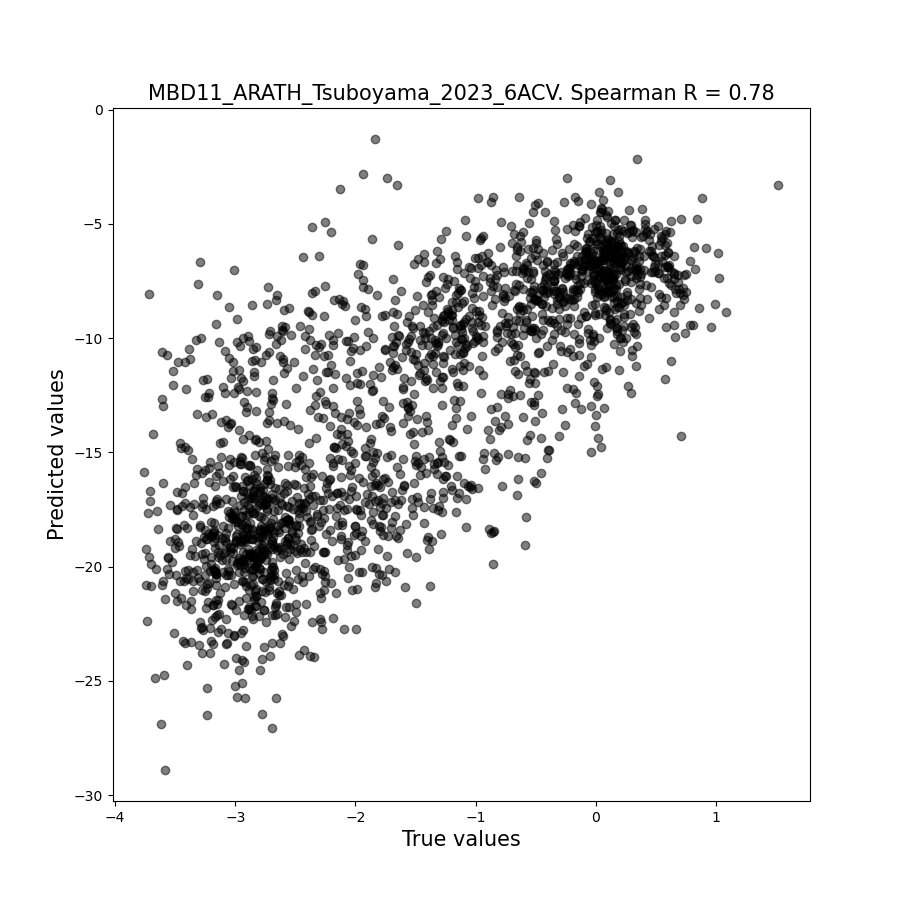 MBD11_ARATH_Tsuboyama_2023_6ACV. Spearman R = 0.78
0
−5
−10
−15
−20
−25
−30
Predicted values
−4 −3 −2 −1 0 1
True values